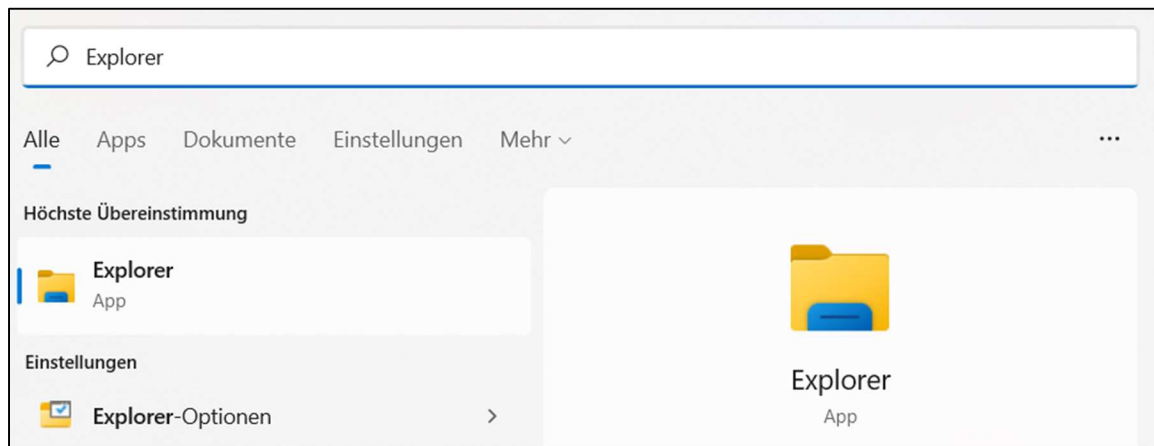 Explorer
Alle Apps Dokumente Einstellungen Mehr
Höchste Übereinstimmung
Explorer
App
Einstellungen
Explorer-Optionen
Explorer
App